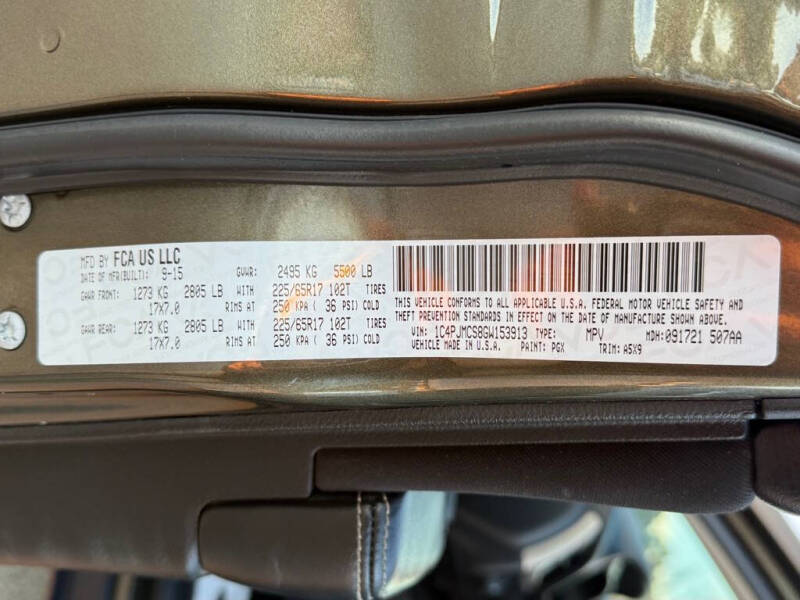 MFD BY FCA US LLC
DATE OF MFR(BUILT): 9-15 GVWR: 2495 KG 5500 LB
GAWR FRONT: 1273 KG 2805 LB WITH 225/65R17 102T TIRES
17X7.0 RIMS AT 250 KPA ( 36 PSI) COLD
GAWR REAR: 1273 KG 2805 LB WITH 225/65R17 102T TIRES
17X7.0 RIMS AT 250 KPA ( 36 PSI) COLD
THIS VEHICLE CONFORMS TO ALL APPLICABLE U.S.A. FEDERAL MOTOR VEHICLE SAFETY AND
THEFT PREVENTION STANDARDS IN EFFECT ON THE DATE OF MANUFACTURE SHOWN ABOVE.
VIN: 1C4PJMCS8GW153913 TYPE: MPV MDH: 091721 507AA
VEHICLE MADE IN U.S.A. PAINT: PGX TRIM: A5X9